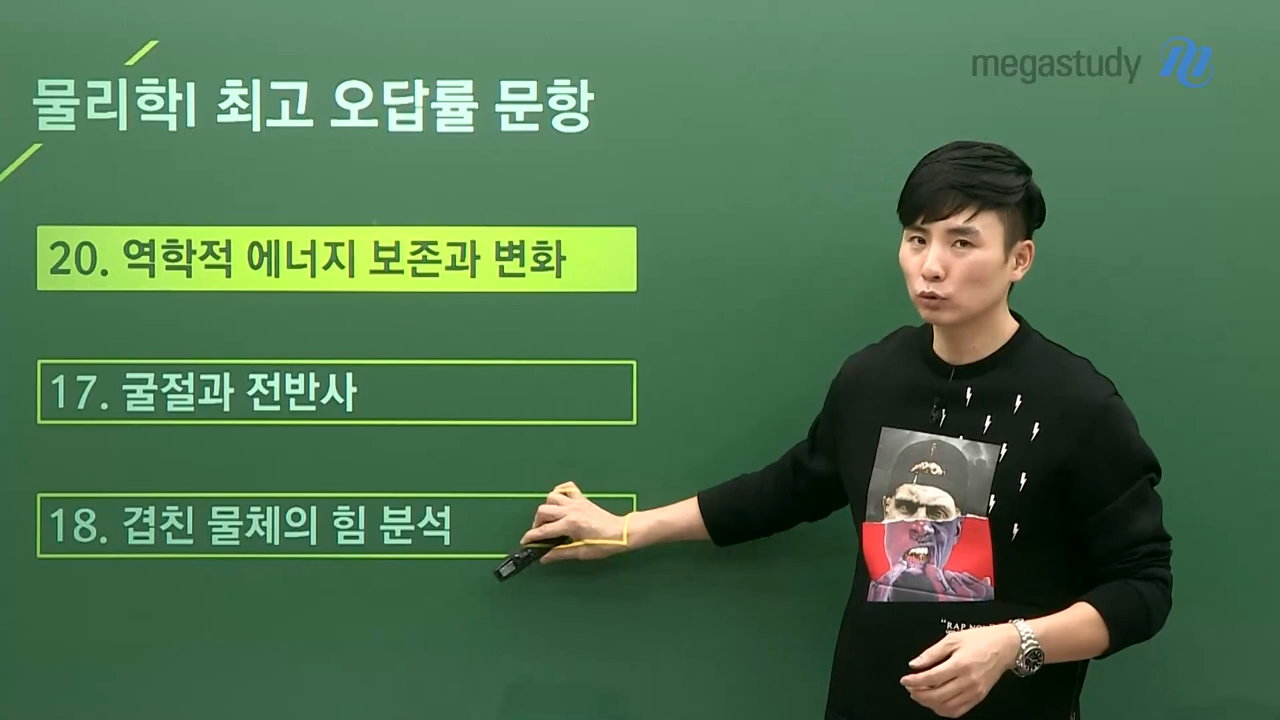 megastudy
물리학I 최고 오답률 문항
20. 역학적 에너지 보존과 변화
17. 굴절과 전반사
18. 겹친 물체의 힘 분석